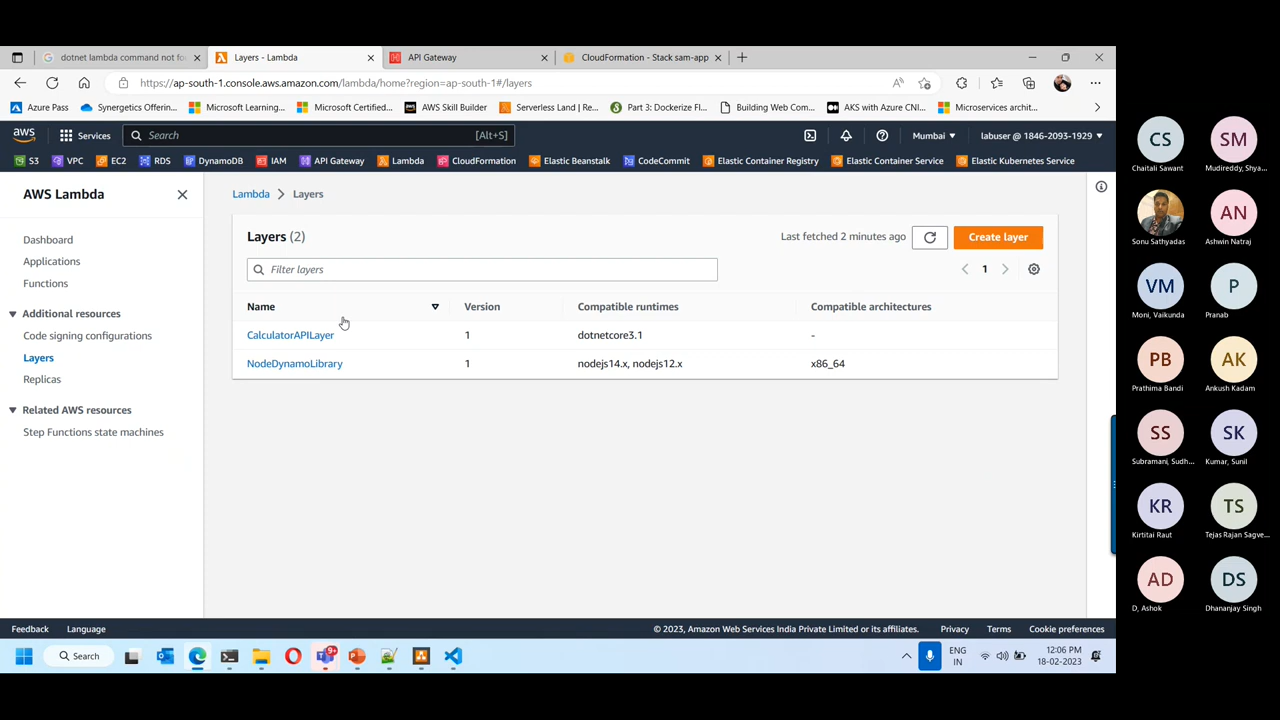 dotnet lambda command not fo
Layers - Lambda
API Gateway
CloudFormation - Stack sam-app
https://ap-south-1.console.aws.amazon.com/lambda/home?region=ap-south-1#/layers
Azure Pass
Synergetics Offering...
Microsoft Learning...
Microsoft Certified...
AWS Skill Builder
Serverless Land | Re...
Part 3: Dockerize Fl...
Building Web Com...
AKS with Azure CNI...
Microservices archit...
aws
Services
Search
[Alt+S]
Mumbai
labuser @ 1846-2093-1929
S3
VPC
EC2
RDS
DynamoDB
IAM
API Gateway
Lambda
CloudFormation
Elastic Beanstalk
CodeCommit
Elastic Container Registry
Elastic Container Service
Elastic Kubernetes Service
AWS Lambda
Dashboard
Applications
Functions
Additional resources
Code signing configurations
Layers
Replicas
Related AWS resources
Step Functions state machines
Lambda > Layers
Layers (2)
Last fetched 2 minutes ago
Create layer
Filter layers
1
Name Version Compatible runtimes Compatible architectures
CalculatorAPILayer 1 dotnetcore3.1 -
NodeDynamoLibrary 1 nodejs14.x, nodejs12.x x86_64
Feedback
Language
© 2023, Amazon Web Services India Private Limited or its affiliates.
Privacy
Terms
Cookie preferences
Search
9+
ENG
IN
12:06 PM
18-02-2023
CS
Chaitali Sawant
SM
Mudireddy, Shya...
Sonu Sathyadas
AN
Ashwin Natraj
VM
Moni, Vaikunda
P
Pranab
PB
Prathima Bandi
AK
Ankush Kadam
SS
Subramani, Sudh...
SK
Kumar, Sunil
KR
Kirtitai Raut
TS
Tejas Rajan Sagve...
AD
D, Ashok
DS
Dhananjay Singh